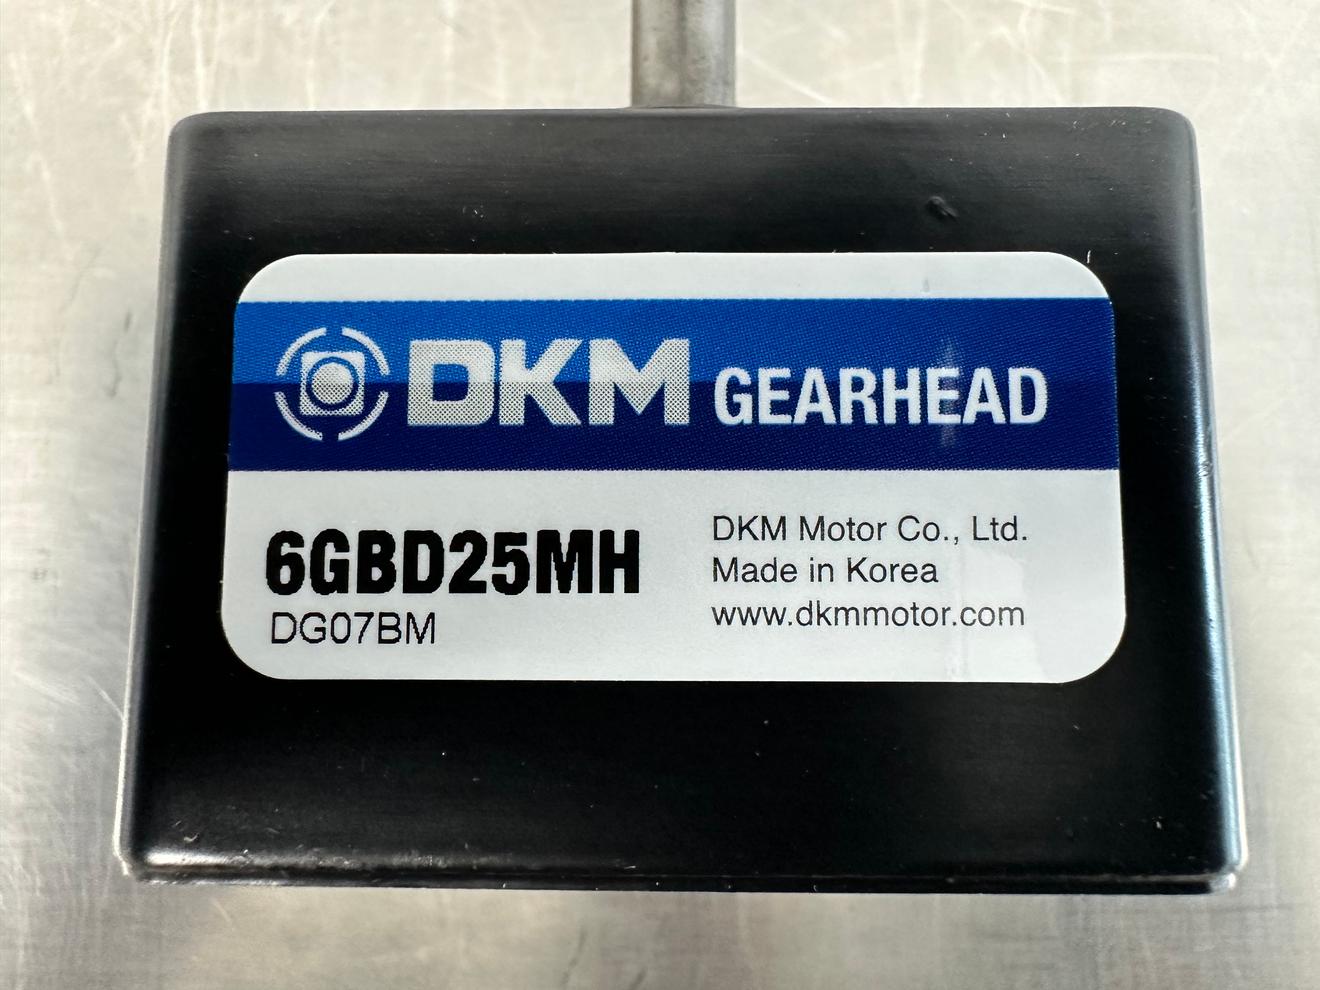 DKM GEARHEAD
6GBD25MH
DG07BM
DKM Motor Co., Ltd.
Made in Korea
www.dkmmotor.com